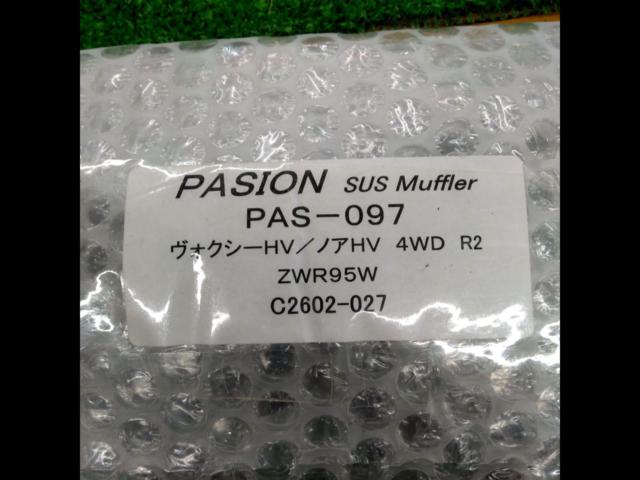 PASION SUS Muffler
PAS-097
ヴォクシーHV/ノアHV 4WD R2
ZWR95W
C2602-027